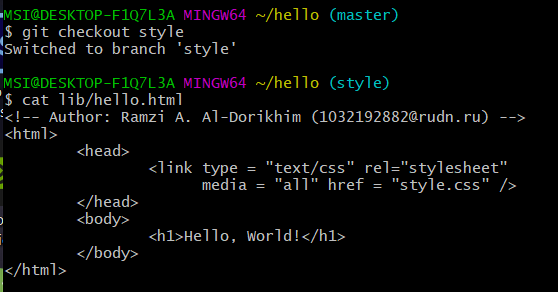 MSI@DESKTOP-F1Q7L3A MINGW64 ~/hello (master)
$ git checkout style
Switched to branch 'style'
MSI@DESKTOP-F1Q7L3A MINGW64 ~/hello (style)
$ cat lib/hello.html
<!-- Author: Ramzi A. Al-Dorikhim (1032192882@rudn.ru) -->
<html>
        <head>
                <link type = "text/css" rel="stylesheet"
                      media = "all" href = "style.css" />
        </head>
        <body>
                <h1>Hello, World!</h1>
        </body>
</html>